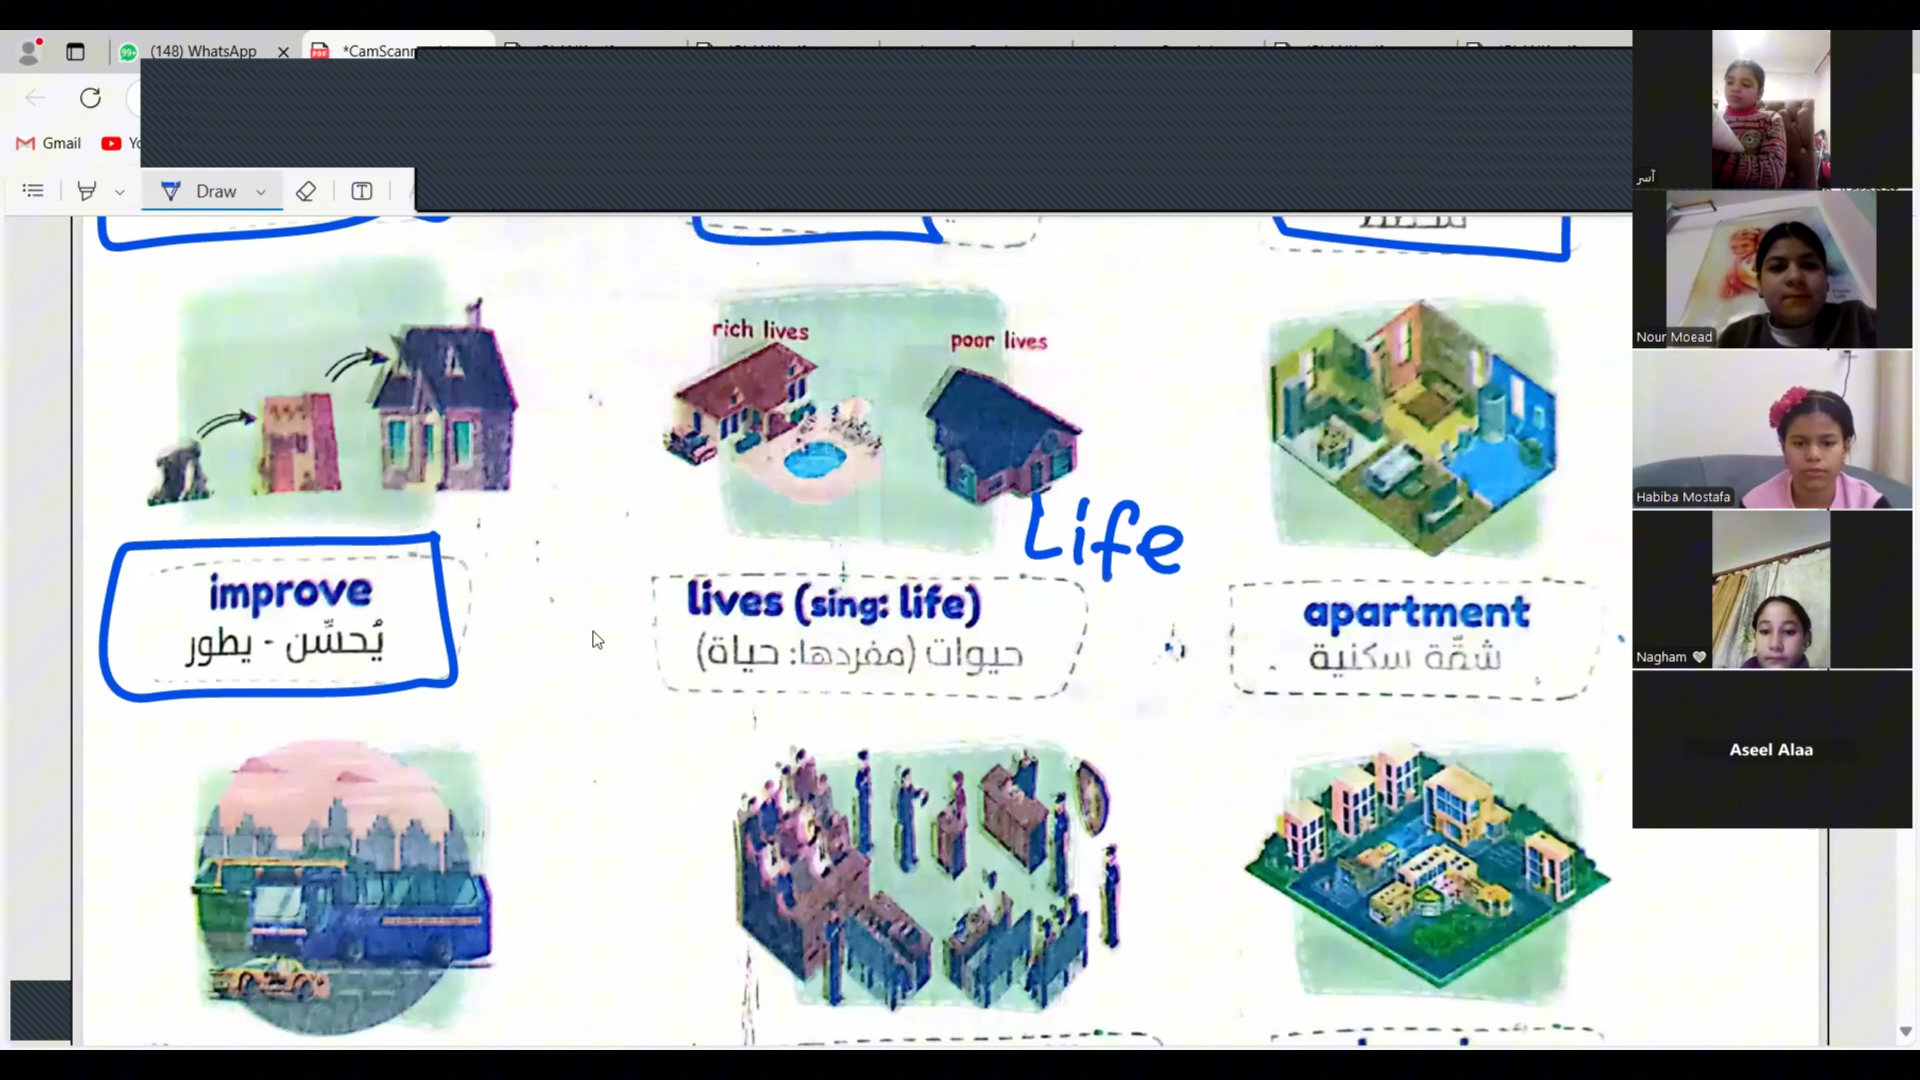 (148) WhatsApp
*CamScann
Gmail
Draw
آسر
Nour Moead
Habiba Mostafa
Nagham
Aseel Alaa
rich lives
poor lives
Life
improve
يُحسِّن - يطور
lives (sing: life)
حيوات (مفردها: حياة)
apartment
شقّة سكنية